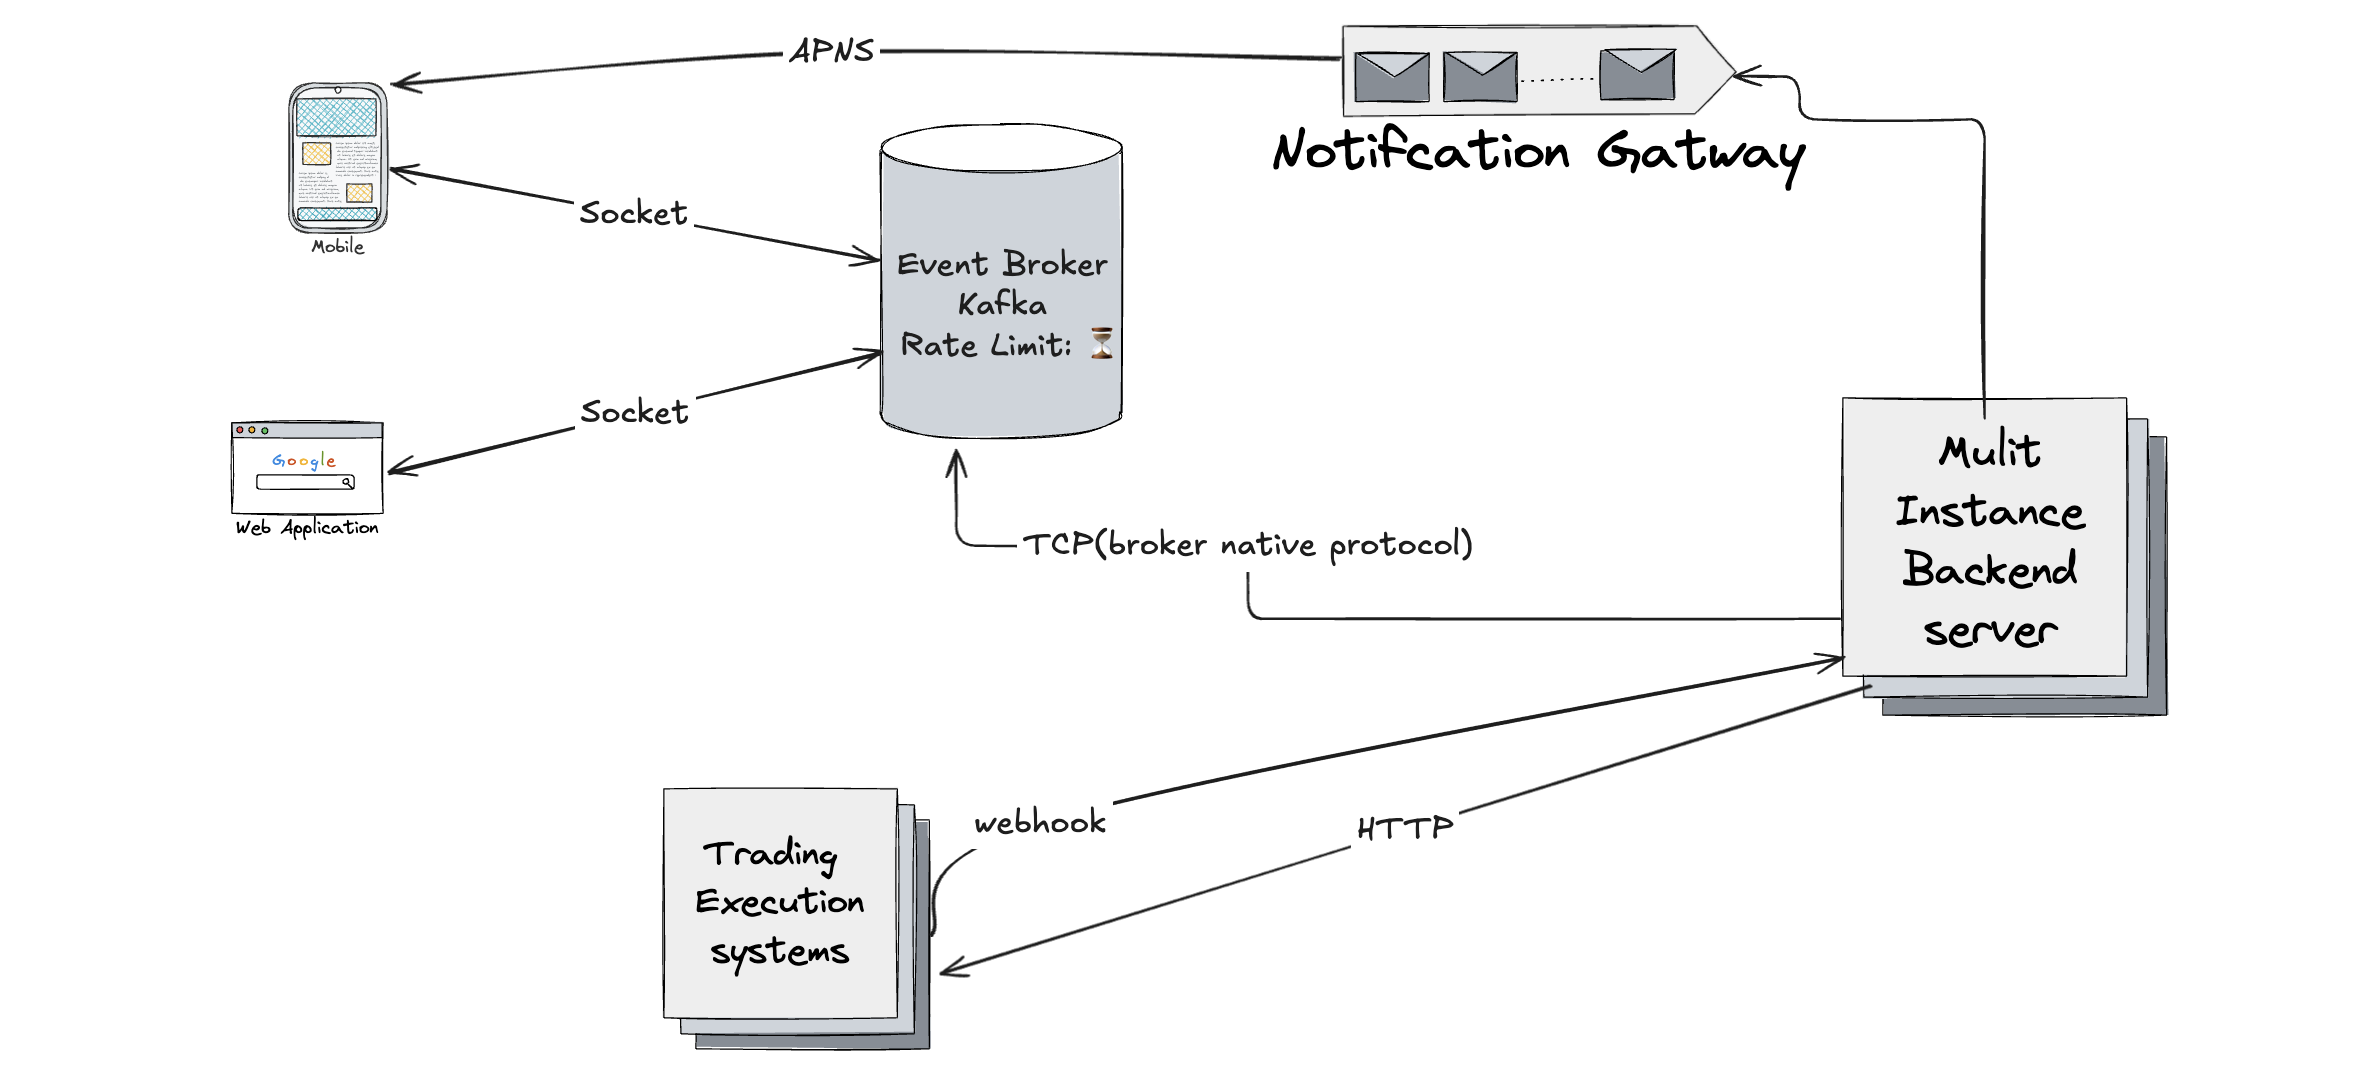 APNS
Notifcation Gatway
Mobile
Socket
Event Broker
Kafka
Rate Limit: ⏳
Socket
Google
Web Application
TCP(broker native protocol)
Mulit
Instance
Backend
server
webhook
HTTP
Trading
Execution
systems